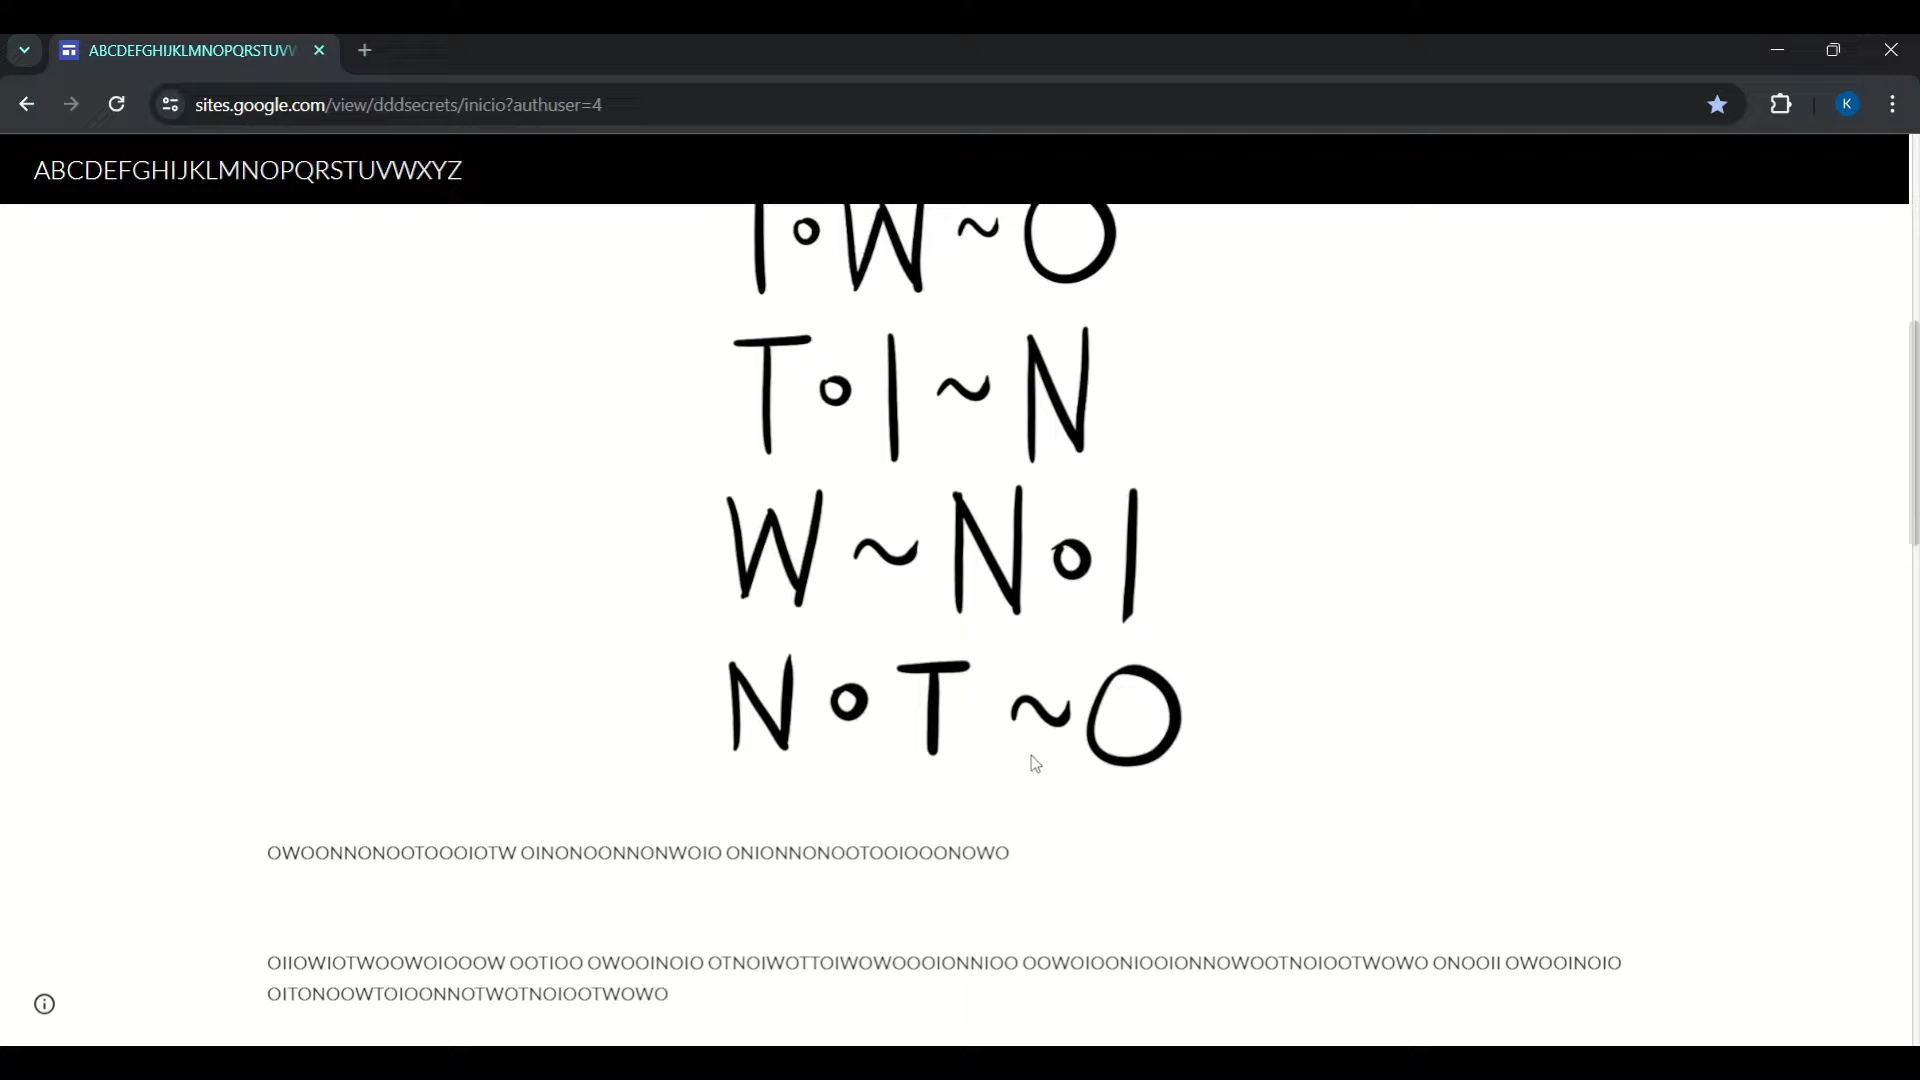 ABCDEFGHIJKLMNOPQRSTUVW
sites.google.com/view/dddsecrets/inicio?authuser=4
K
ABCDEFGHIJKLMNOPQRSTUVWXYZ
T∘W~O
T∘I~N
W~N∘I
N∘T~O
OWOONNONOOTOOOIOTW OINONOONNONWOIO ONIONNONOOTOOIOOONOWO
OIIOWIOTWOOWOIOOOW OOTIOO OWOOINOIO OTNOIWOTTOIWOWOOOIONNIOO OOWOIOONIOOIONNOWOOTNOIOOTWOWO ONOOII OWOOINOIO
OITONOOWTOIOONNOTWOTNOIOOTWOWO